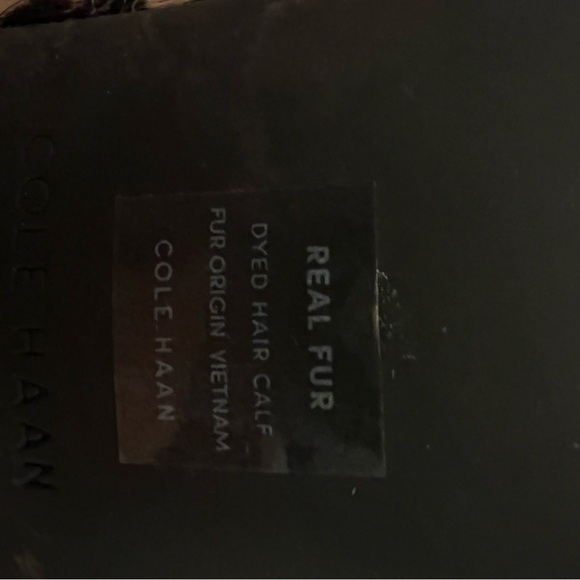 REAL FUR
DYED HAIR CALF
FUR ORIGIN VIETNAM
COLE HAAN
COLE HAAN